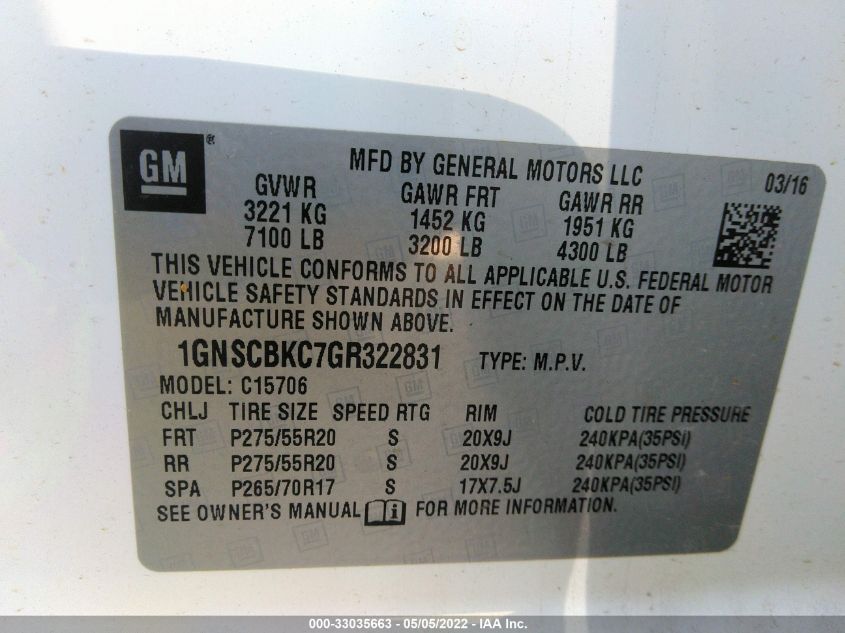 GM®
MFD BY GENERAL MOTORS LLC
03/16
GVWR GAWR FRT GAWR RR
3221 KG 1452 KG 1951 KG
7100 LB 3200 LB 4300 LB
THIS VEHICLE CONFORMS TO ALL APPLICABLE U.S. FEDERAL MOTOR
VEHICLE SAFETY STANDARDS IN EFFECT ON THE DATE OF
MANUFACTURE SHOWN ABOVE.
1GNSCBKC7GR322831 TYPE: M.P.V.
MODEL: C15706
CHLJ TIRE SIZE SPEED RTG RIM COLD TIRE PRESSURE
FRT P275/55R20 S 20X9J 240KPA(35PSI)
RR P275/55R20 S 20X9J 240KPA(35PSI)
SPA P265/70R17 S 17X7.5J 240KPA(35PSI)
SEE OWNER'S MANUAL i FOR MORE INFORMATION.
000-33035663 - 05/05/2022 - IAA Inc.